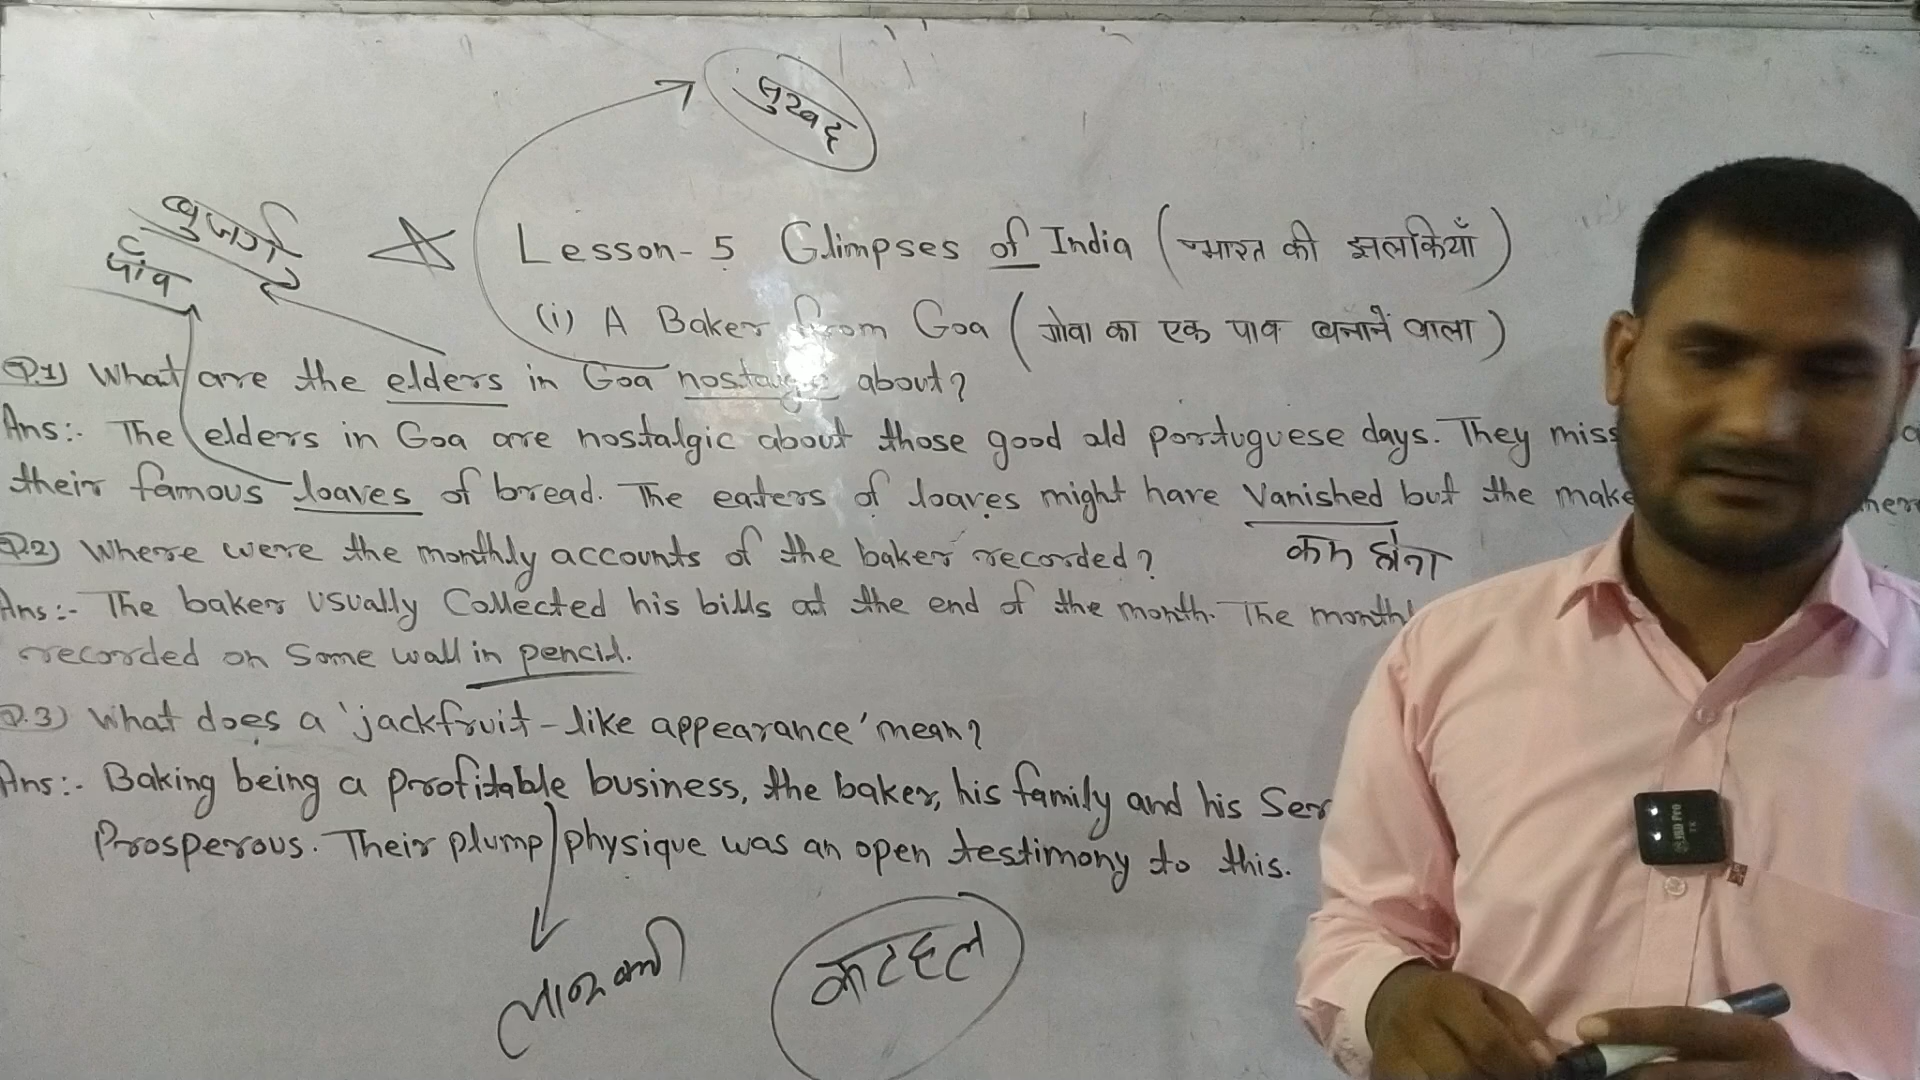 सुखद
बुजुर्ग
पाव
Lesson-5 Glimpses of India (भारत की झलकियाँ)
(i) A Baker from Goa (गोवा का एक पाव बनाने वाला)
Q.1) What are the elders in Goa nostalgic about?
Ans:- The elders in Goa are nostalgic about those good old portuguese days. They miss
their famous loaves of bread. The eaters of loaves might have Vanished but the make
कम होना
Q.2) Where were the monthly accounts of the baker recorded?
Ans:- The baker usually Collected his bills at the end of the month. The month
recorded on Some wall in pencil.
Q.3) What does a 'jackfruit-like appearance' mean?
Ans:- Baking being a profitable business, the baker, his family and his Ser
Prosperous. Their plump physique was an open testimony to this.
कटहल